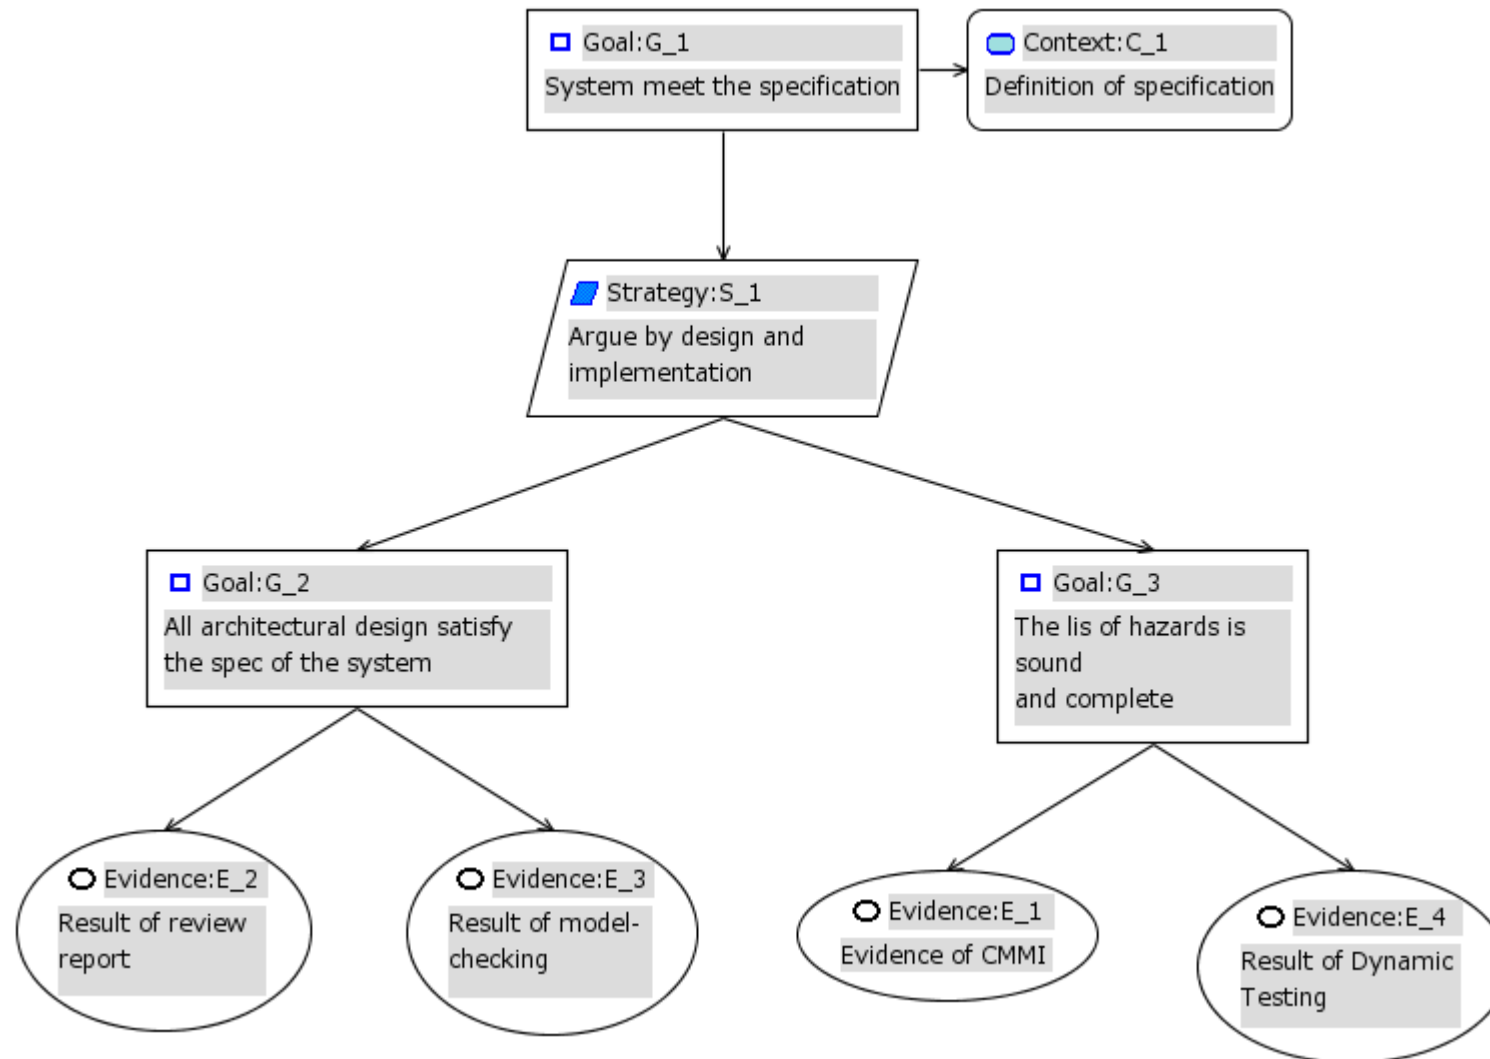 Goal:G_1
System meet the specification
Context:C_1
Definition of specification
Strategy:S_1
Argue by design and
implementation
Goal:G_2
All architectural design satisfy
the spec of the system
Goal:G_3
The lis of hazards is
sound
and complete
Evidence:E_2
Result of review
report
Evidence:E_3
Result of model-
checking
Evidence:E_1
Evidence of CMMI
Evidence:E_4
Result of Dynamic
Testing